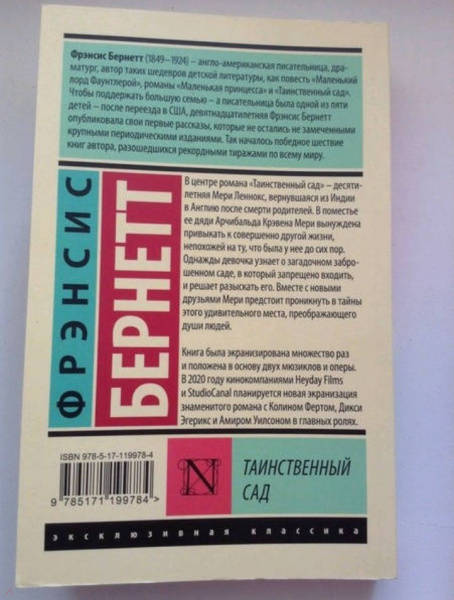 Фрэнсис Бернетт (1849–1924) – англо-американская писательница, дра-
матург, автор таких шедевров детской литературы, как повесть «Маленький
лорд Фаунтлерой», романы «Маленькая принцесса» и «Таинственный сад».
Чтобы поддержать большую семью – а писательница была одной из пяти
детей – после переезда в США, девятнадцатилетняя Фрэнсис Бернетт
опубликовала свои первые рассказы, которые не остались не замеченными
крупными периодическими изданиями. Так началось победное шествие
книг автора, разошедшихся рекордными тиражами по всему миру.
ФРЭНСИС
БЕРНЕТТ
В центре романа «Таинственный сад» – десяти-
летняя Мери Леннокс, вернувшаяся из Индии
в Англию после смерти родителей. В поместье
ее дяди Арчибальда Крэвена Мери вынуждена
привыкать к совершенно другой жизни,
непохожей на ту, что была у нее до сих пор.
Однажды девочка узнает о загадочном забро-
шенном саде, в который запрещено входить,
и решает разыскать его. Вместе с новыми
друзьями Мери предстоит проникнуть в тайны
этого удивительного места, преображающего
души людей.
Книга была экранизирована множество раз
и положена в основу двух мюзиклов и оперы.
В 2020 году кинокомпаниями Heyday Films
и StudioCanal планируется новая экранизация
знаменитого романа с Колином Фертом, Дикси
Эгерикс и Амиром Уилсоном в главных ролях.
ISBN 978-5-17-119978-4
9 785171 199784 >
N
ТАИНСТВЕННЫЙ
САД
эксклюзивная классика